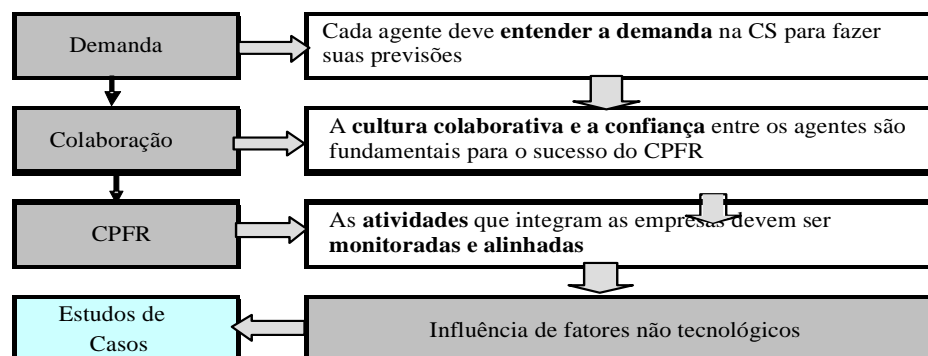 Demanda
Cada agente deve entender a demanda na CS para fazer
suas previsões
Colaboração
A cultura colaborativa e a confiança entre os agentes são
fundamentais para o sucesso do CPFR
CPFR
As atividades que integram as empresas devem ser
monitoradas e alinhadas
Estudos de
Casos
Influência de fatores não tecnológicos